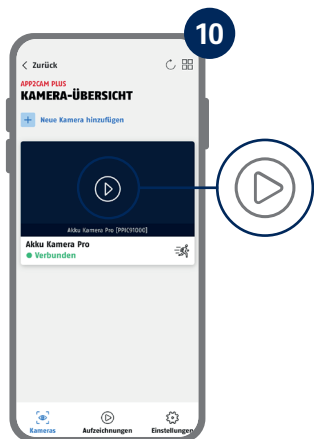 10
Zurück
APP2CAM PLUS
KAMERA-ÜBERSICHT
Neue Kamera hinzufügen
Akku Kamera Pro [PPIC91000]
Akku Kamera Pro
Verbunden
Kameras Aufzeichnungen Einstellungen